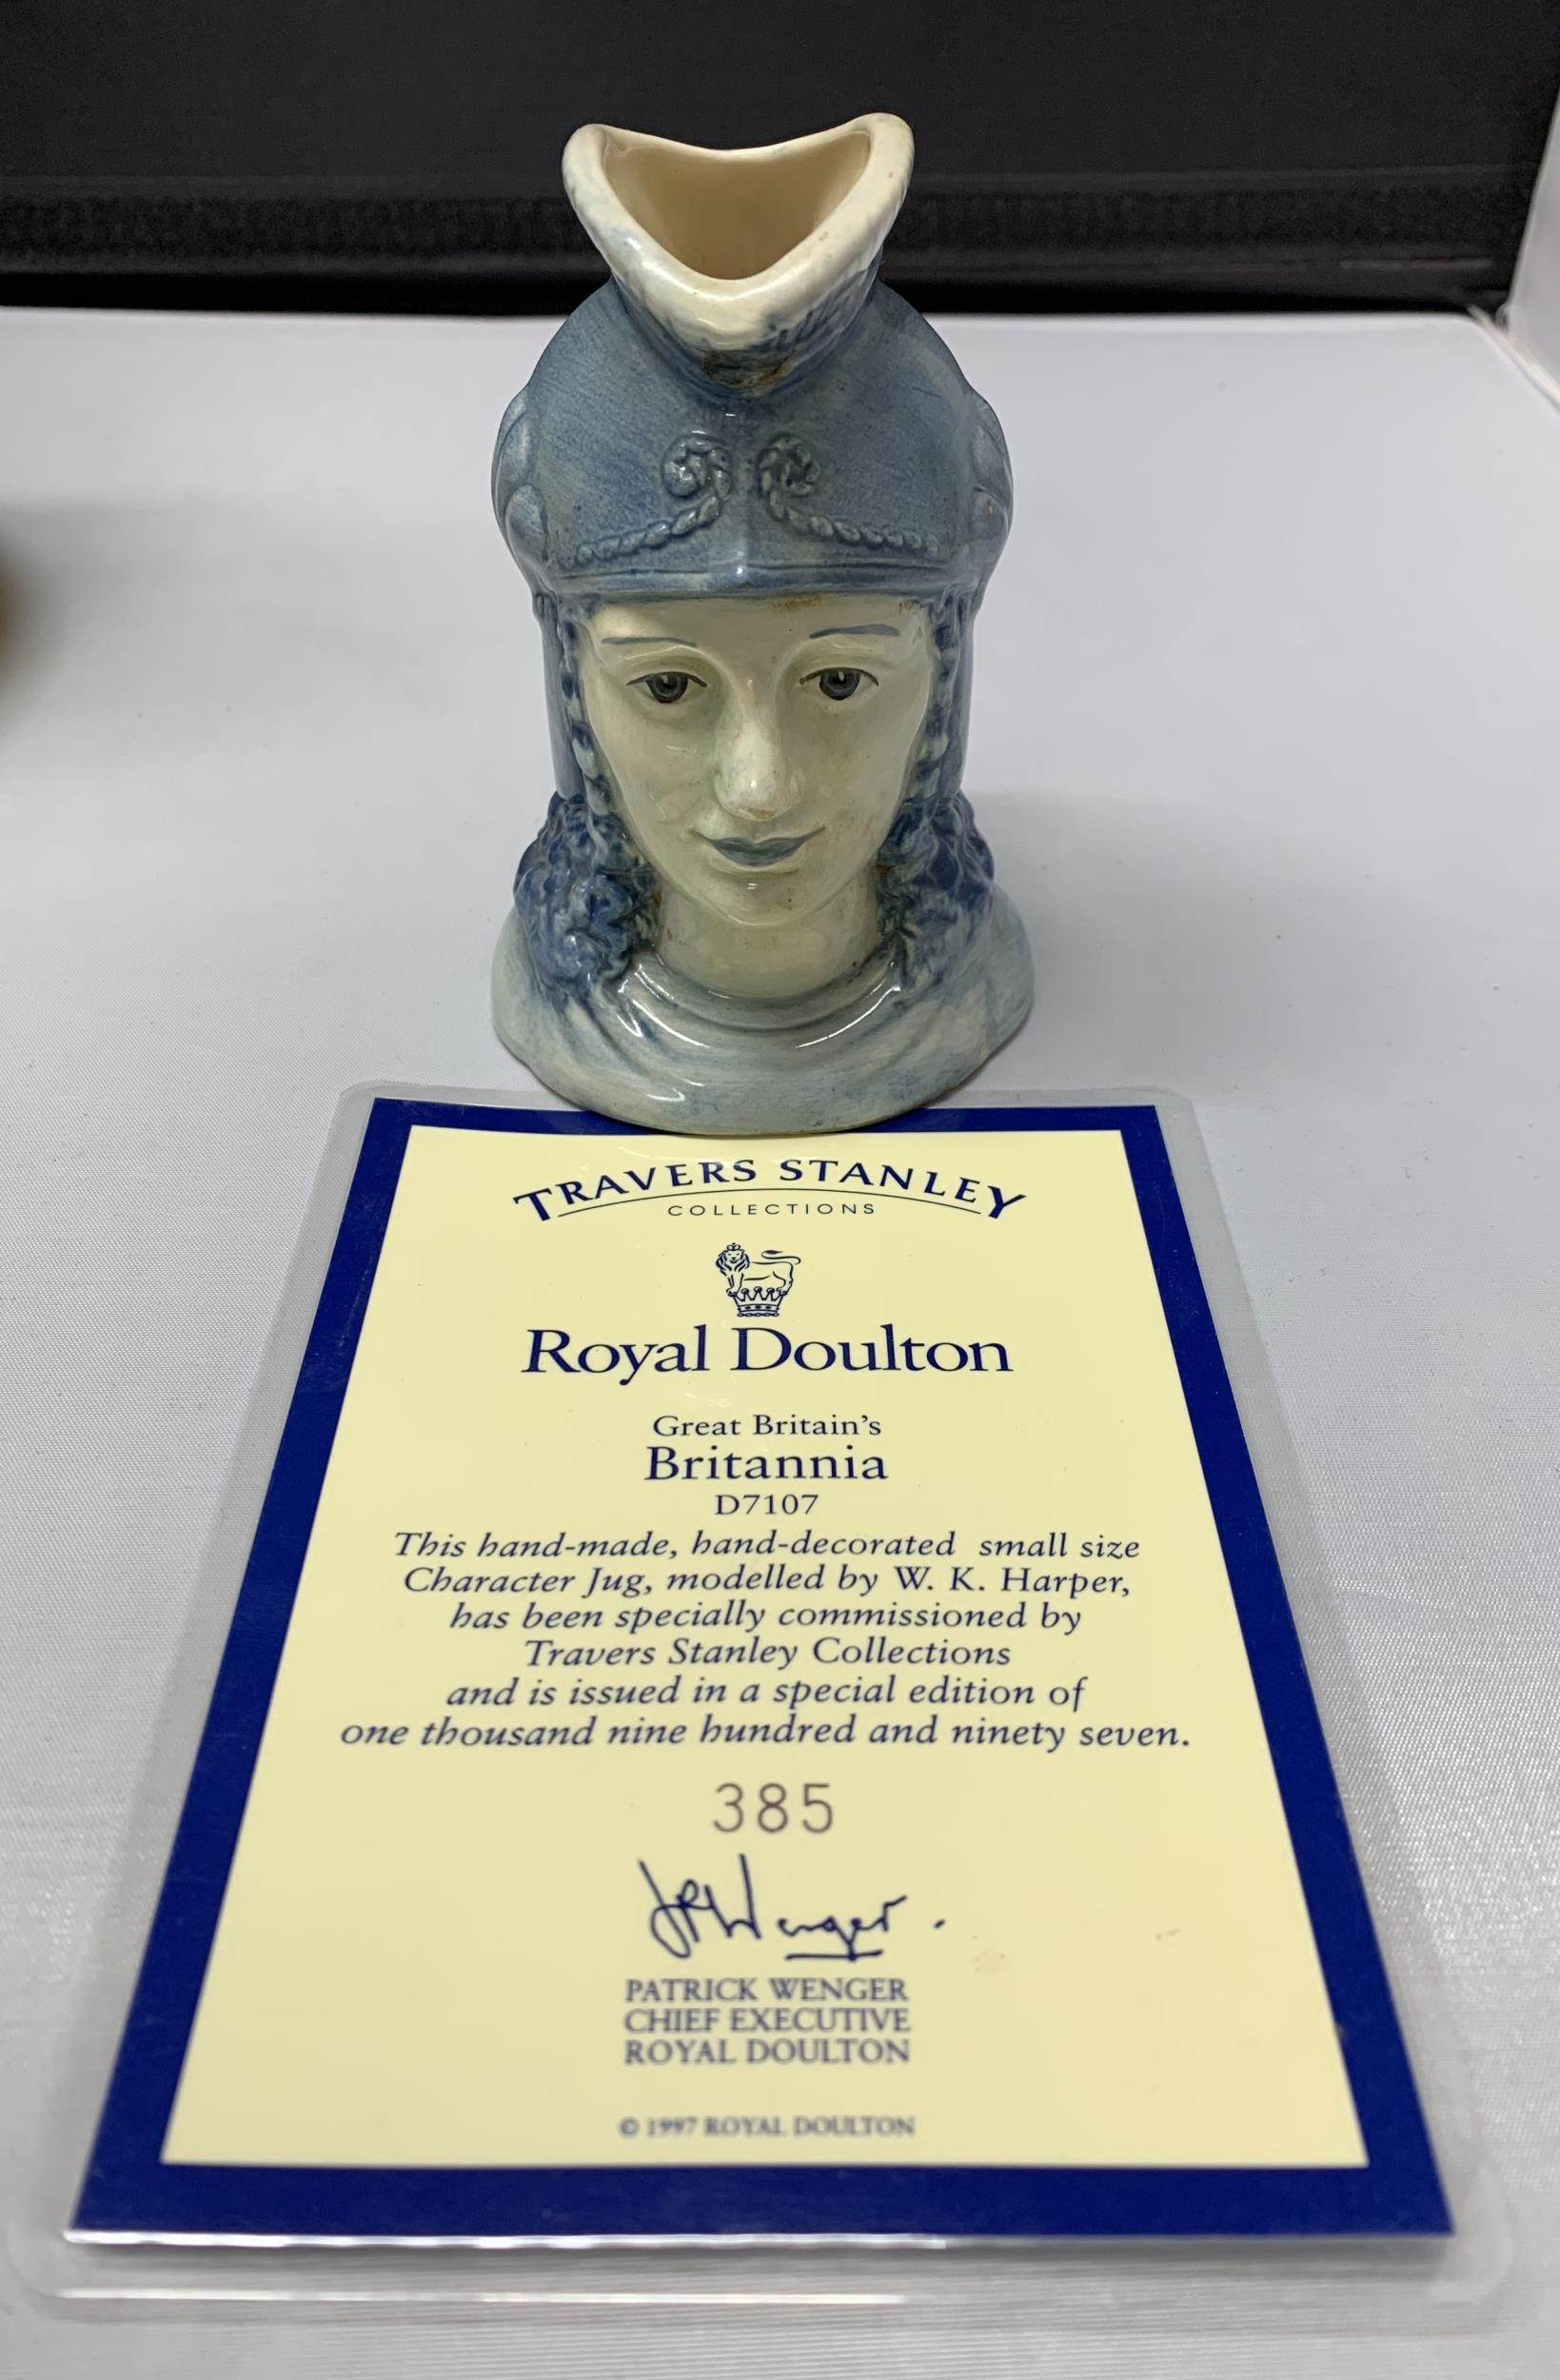 TRAVERS STANLEY
COLLECTIONS
Royal Doulton
Great Britain's
Britannia
D7107
This hand-made, hand-decorated small size
Character Jug, modelled by W. K. Harper,
has been specially commissioned by
Travers Stanley Collections
and is issued in a special edition of
one thousand nine hundred and ninety seven.
385
PATRICK WENGER
CHIEF EXECUTIVE
ROYAL DOULTON
© 1997 ROYAL DOULTON